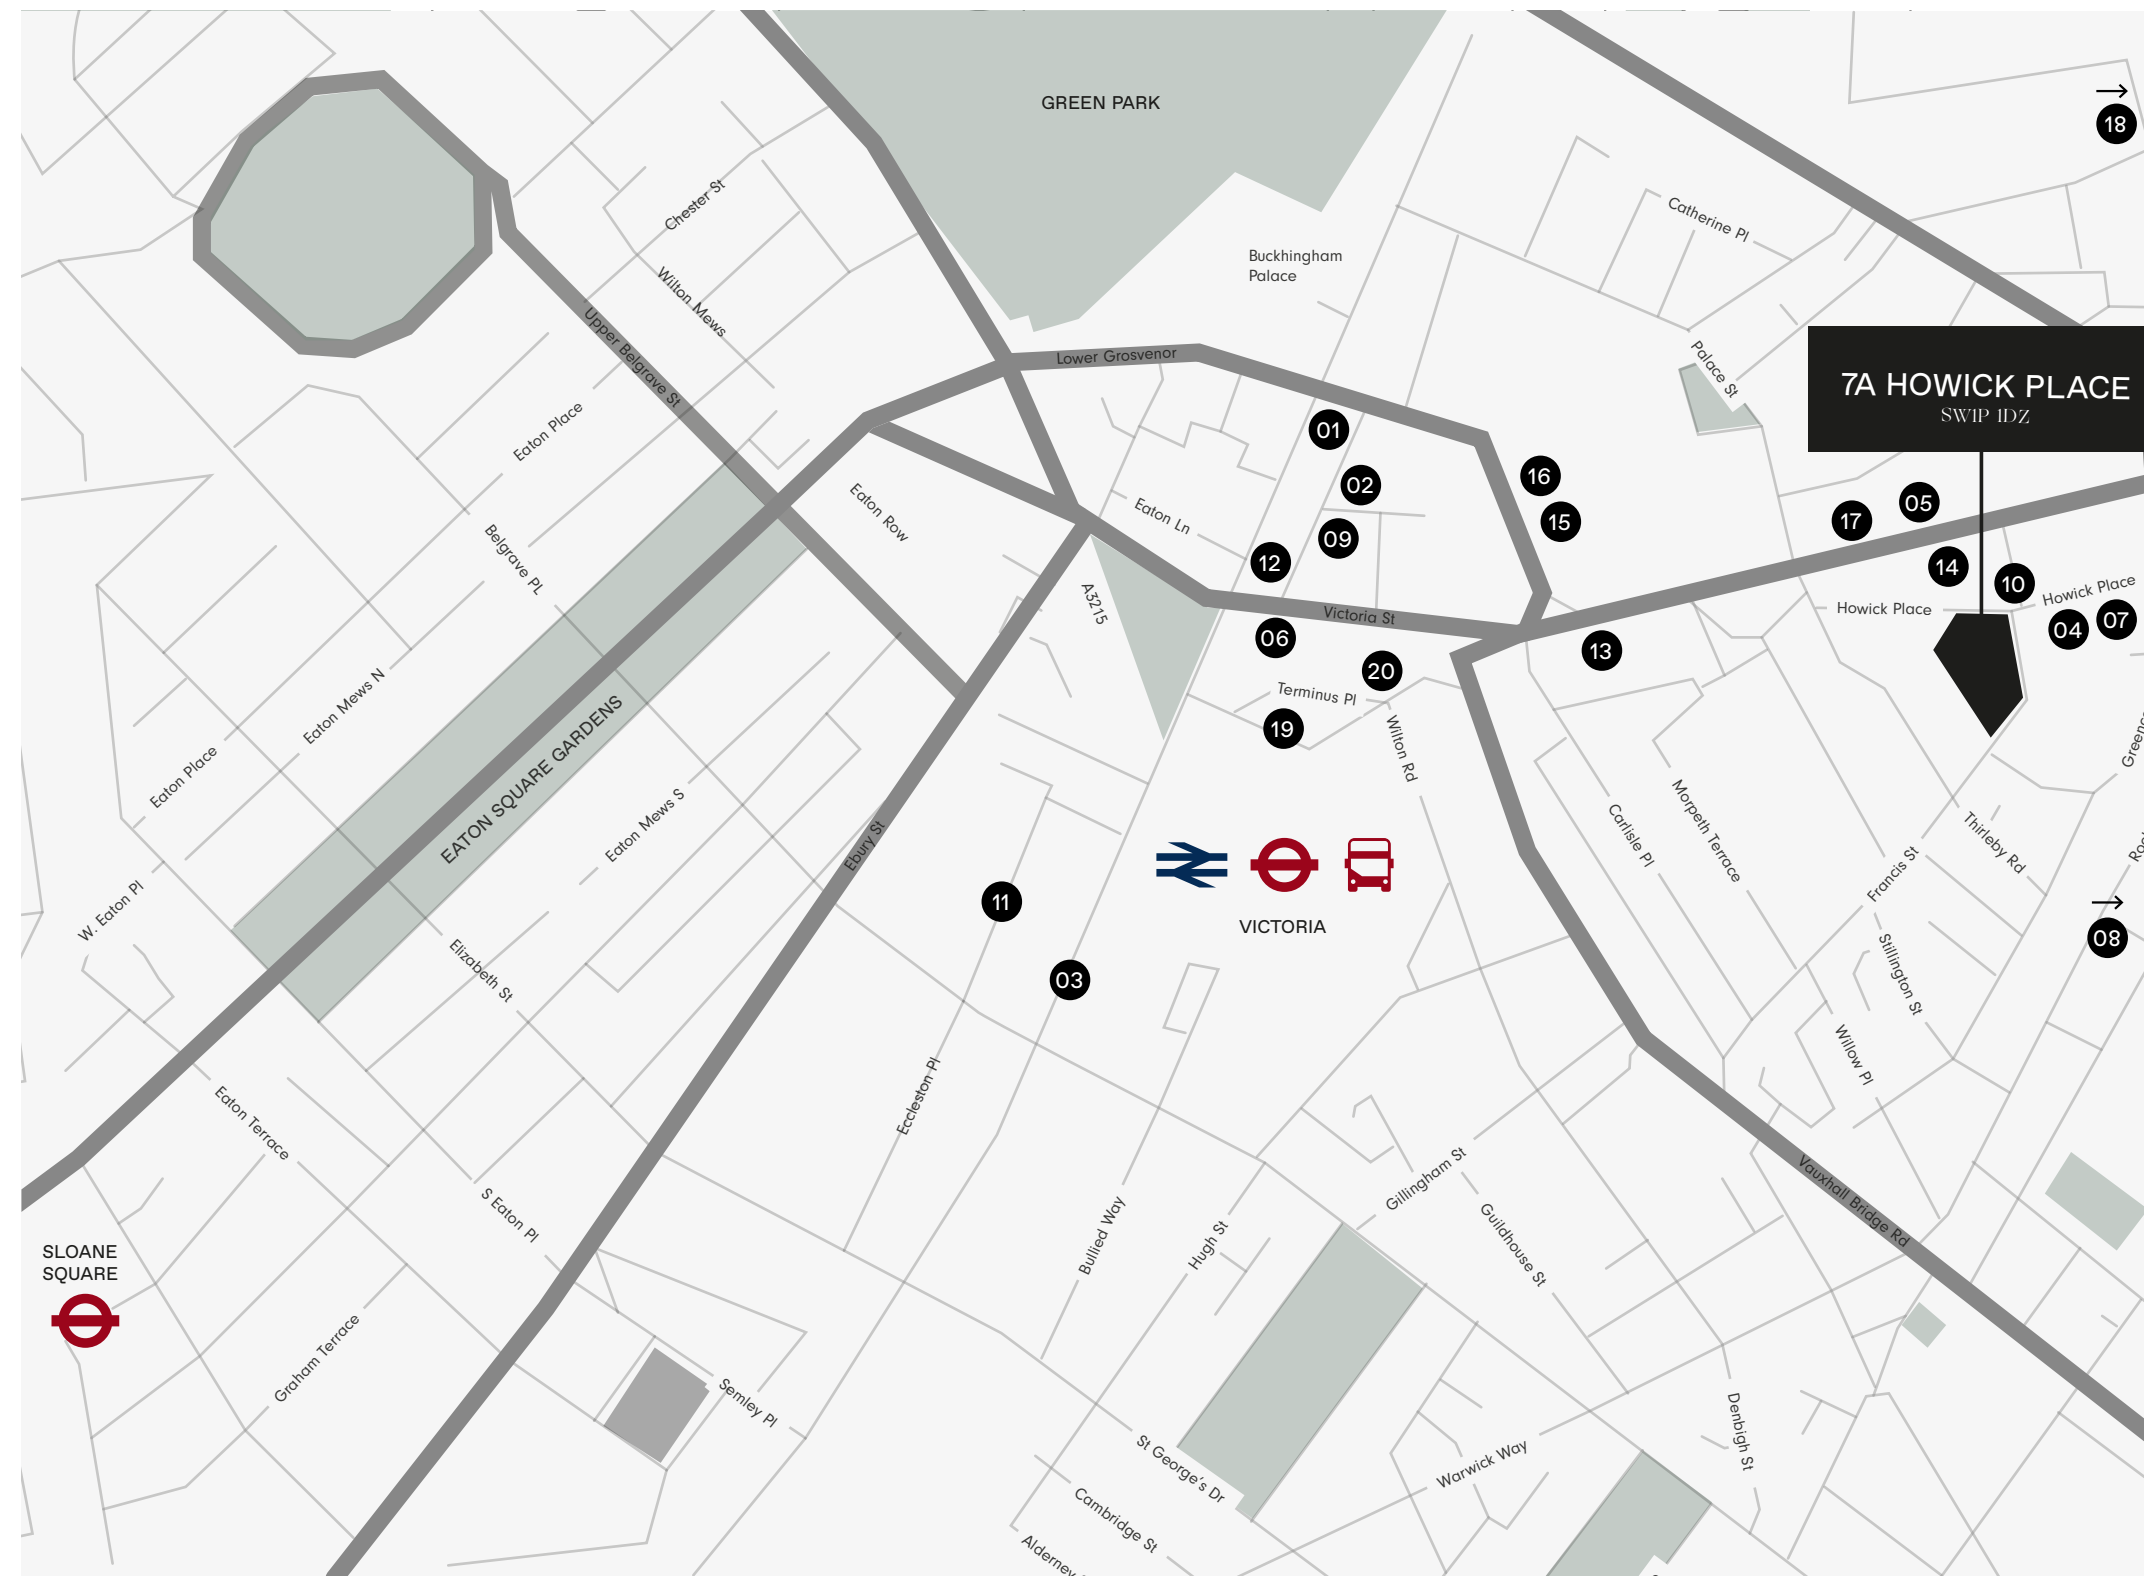 GREEN PARK
18
Chester St
Catherine Pl
Buckhingham
Palace
Wilton Mews
Upper Belgrave St
Lower Grosvenor
Palace St
7A HOWICK PLACE
SW1P 1DZ
Eaton Place
01
02
16
15
09
12
17
05
14
10
Eaton Row
Eaton Ln
Belgrave PL
A3215
Victoria St
Howick Place
Howick Place
04
07
06
20
13
Terminus Pl
19
Wilton Rd
Eaton Mews N
Eaton Place
EATON SQUARE GARDENS
Eaton Mews S
Ebury St
Carlisle Pl
Morpeth Terrace
Thirleby Rd
Francis St
W. Eaton Pl
11
VICTORIA
08
03
Elizabeth St
Stillington St
Willow Pl
Eaton Terrace
Eccleston Pl
S Eaton Pl
Bullied Way
Hugh St
Gillingham St
Guildhouse St
Vauxhall Bridge Rd
SLOANE
SQUARE
Graham Terrace
Semley Pl
Denbigh St
St George's Dr
Warwick Way
Cambridge St
Alderney